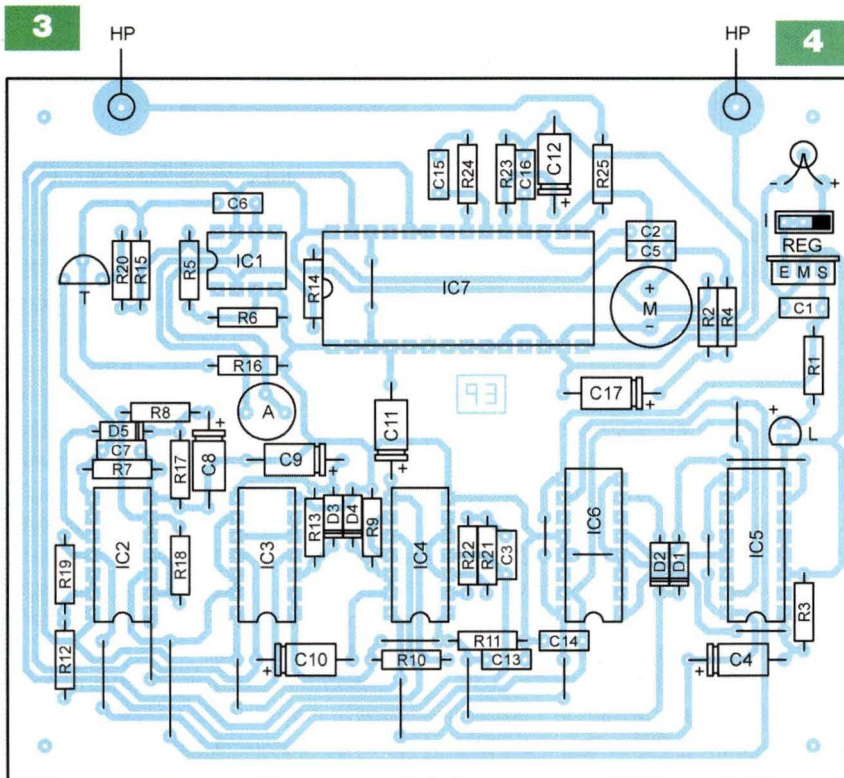 3
HP
HP
4
C15
R24
R23
C16
C12
R25
- +
I
REG
E M S
C1
C6
C2
C5
T
R20
R15
R5
IC1
R14
IC7
+
M
-
R2
R4
R6
R16
R1
A
C11
+
93
C17
+
+
L
R8
D5
C7
R7
R17
+
C8
C9
+
IC2
IC3
R13
D3
D4
R9
IC4
R22
R21
C3
IC6
D2
D1
IC5
R19
R18
R3
R12
+
C10
R11
R10
C13
C14
+
C4